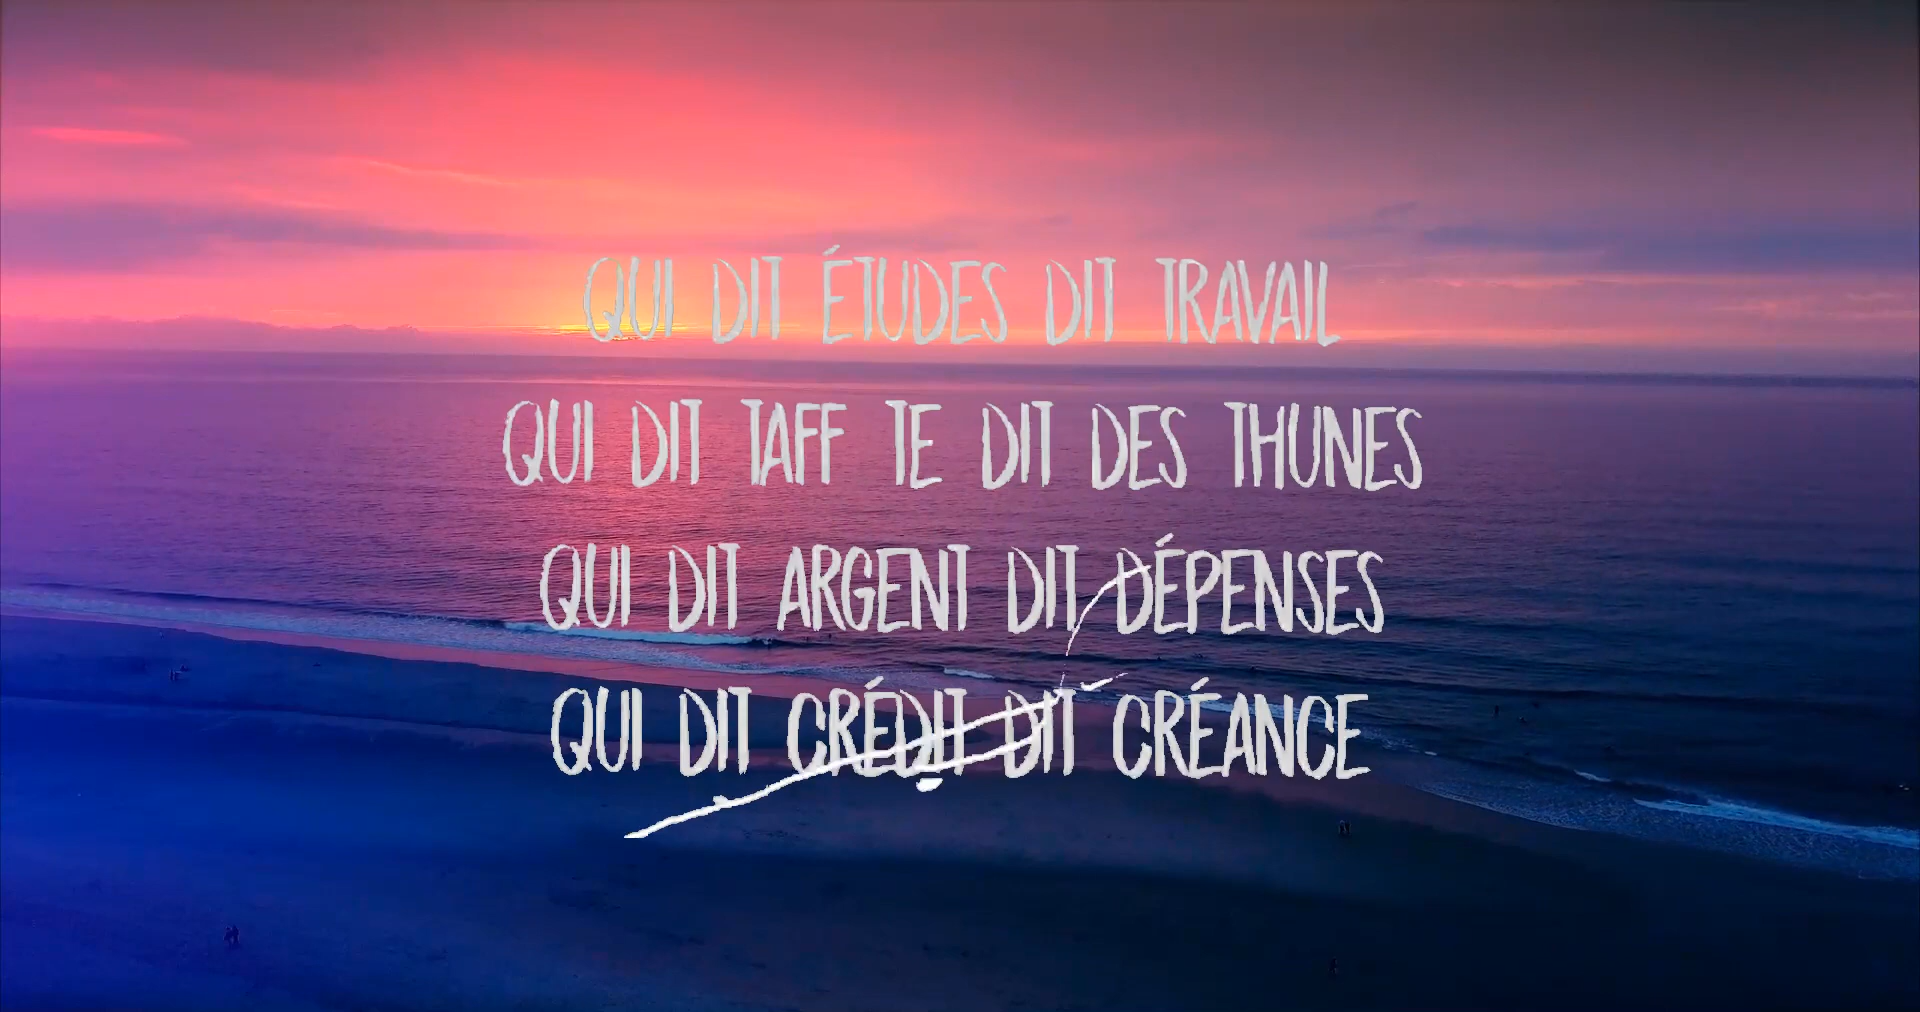 QUI DIT ÉTUDES DIT TRAVAIL
QUI DIT TAFF TE DIT DES THUNES
QUI DIT ARGENT DIT DÉPENSES
QUI DIT CRÉDIT DIT CRÉANCE